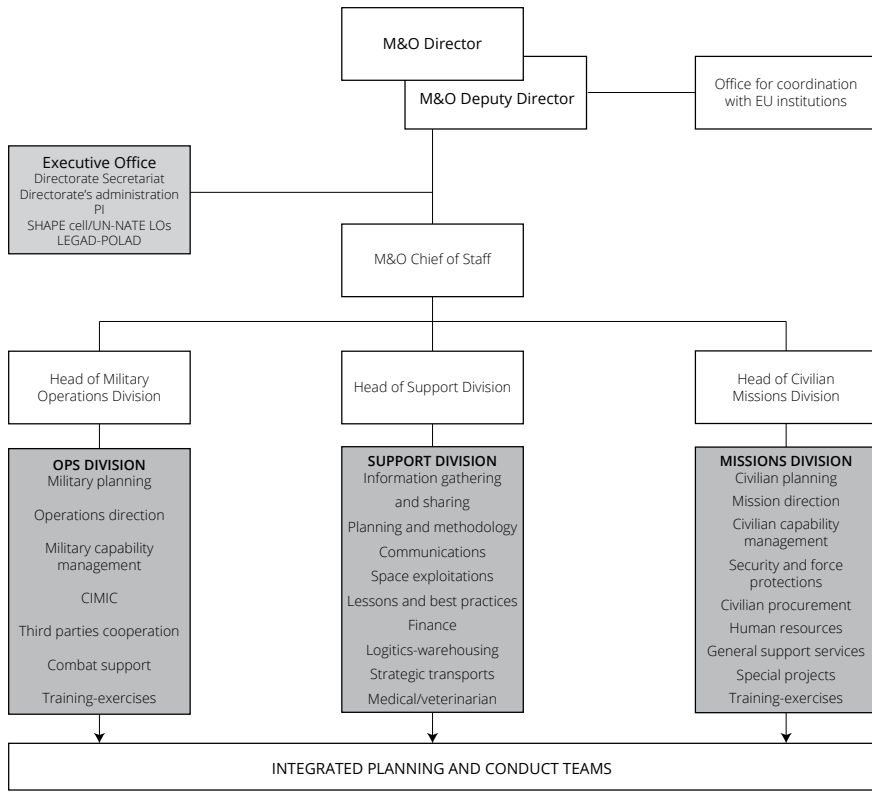 M&O Director
M&O Deputy Director
Office for coordination
with EU institutions
Executive Office
Directorate Secretariat
Directorate's administration
PI
SHAPE cell/UN-NATE LOs
LEGAD-POLAD
M&O Chief of Staff
Head of Military
Operations Division
Head of Support Division
Head of Civilian
Missions Division
OPS DIVISION
Military planning
Operations direction
Military capability
management
CIMIC
Third parties cooperation
Combat support
Training-exercises
SUPPORT DIVISION
Information gathering
and sharing
Planning and methodology
Communications
Space exploitations
Lessons and best practices
Finance
Logitics-warehousing
Strategic transports
Medical/veterinarian
MISSIONS DIVISION
Civilian planning
Mission direction
Civilian capability
management
Security and force
protections
Civilian procurement
Human resources
General support services
Special projects
Training-exercises
INTEGRATED PLANNING AND CONDUCT TEAMS